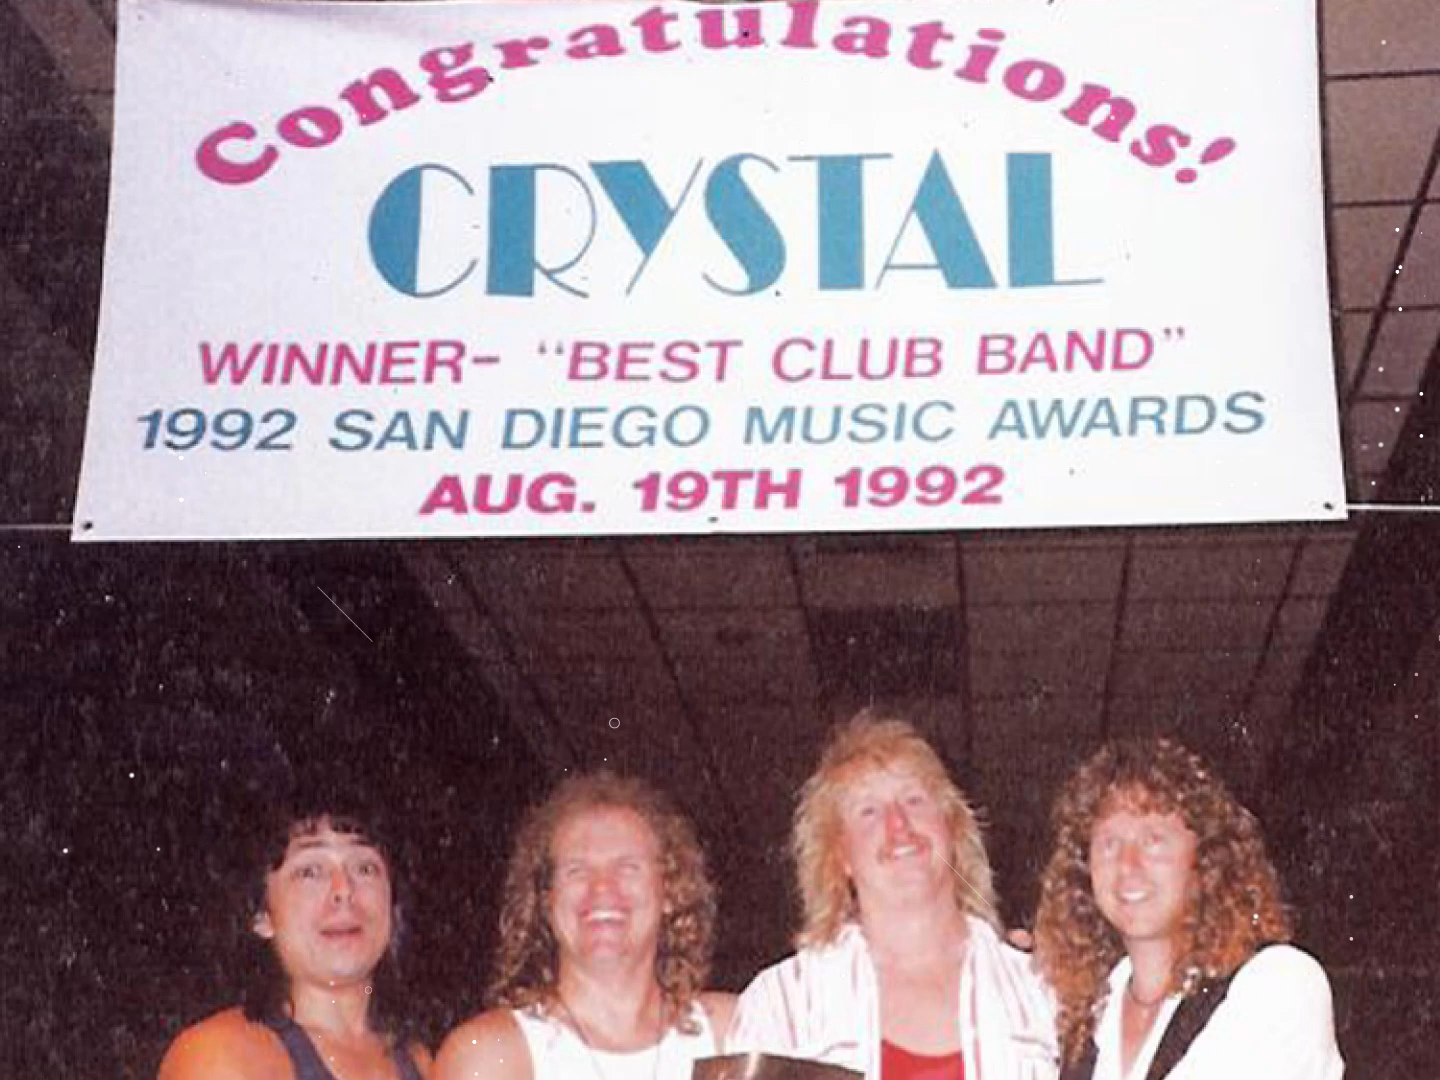 Congratulations!
CRYSTAL
WINNER- “BEST CLUB BAND”
1992 SAN DIEGO MUSIC AWARDS
AUG. 19TH 1992